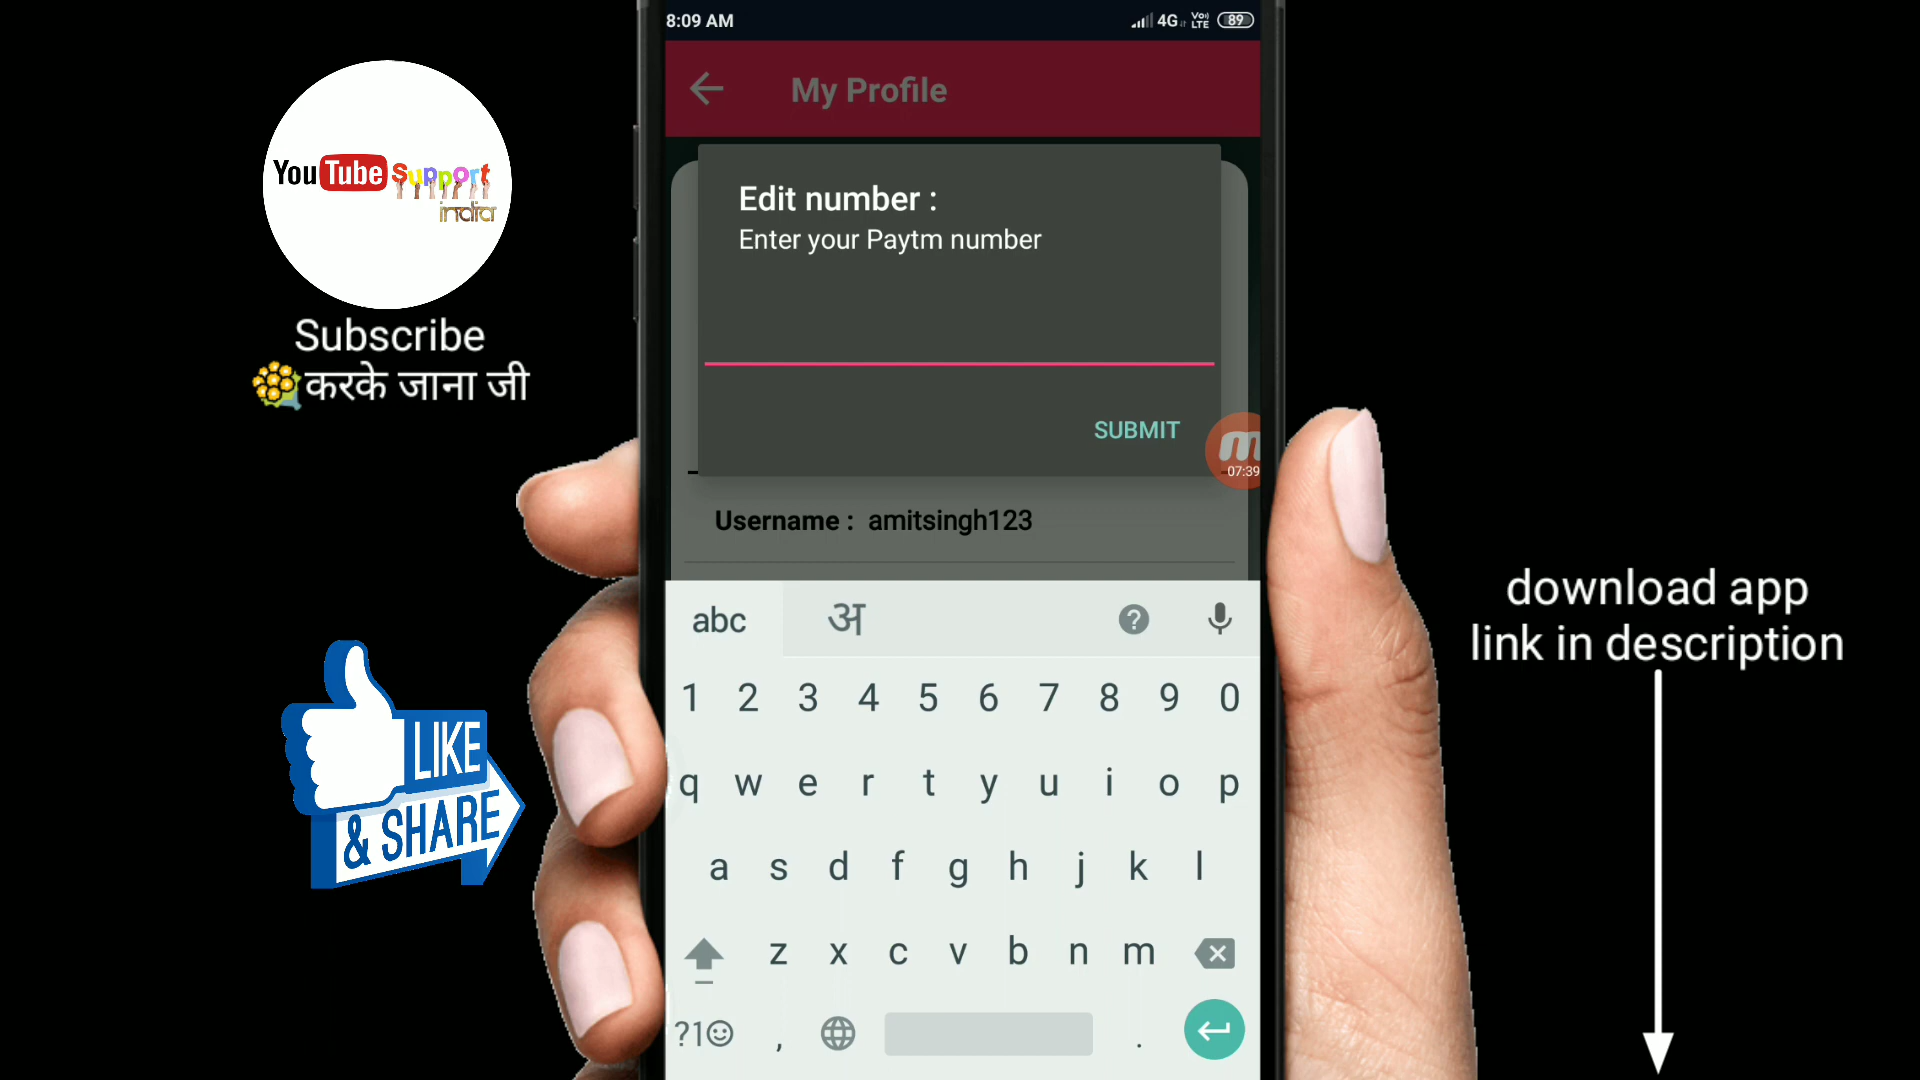 8:09 AM
4G
Vo)
LTE
89
My Profile
YouTube Support
india
Subscribe
करके जाना जी
Edit number :
Enter your Paytm number
SUBMIT
07:39
Username : amitsingh123
download app
link in description
LIKE
& SHARE
abc अ
1 2 3 4 5 6 7 8 9 0
q w e r t y u i o p
a s d f g h j k l
z x c v b n m
?1☺ , .